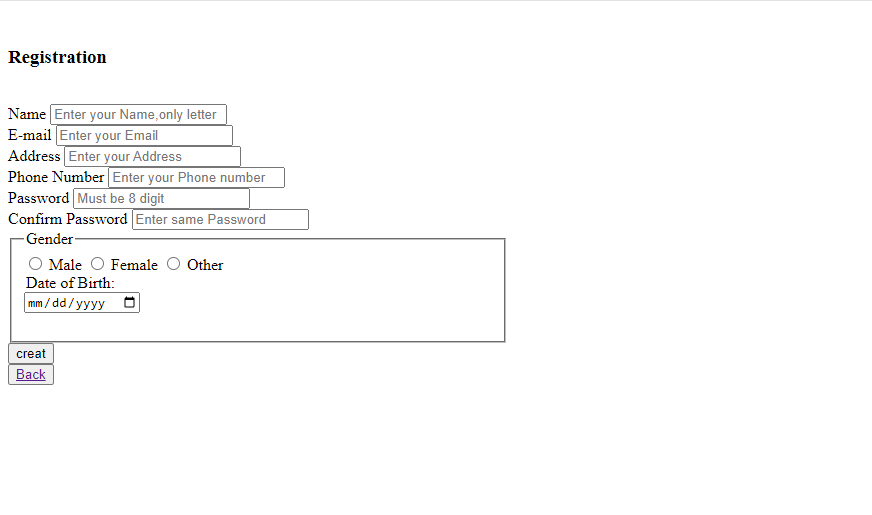 Registration
Name Enter your Name,only letter
E-mail Enter your Email
Address Enter your Address
Phone Number Enter your Phone number
Password Must be 8 digit
Confirm Password Enter same Password
Gender
Male Female Other
Date of Birth:
mm/dd/yyyy
creat
Back